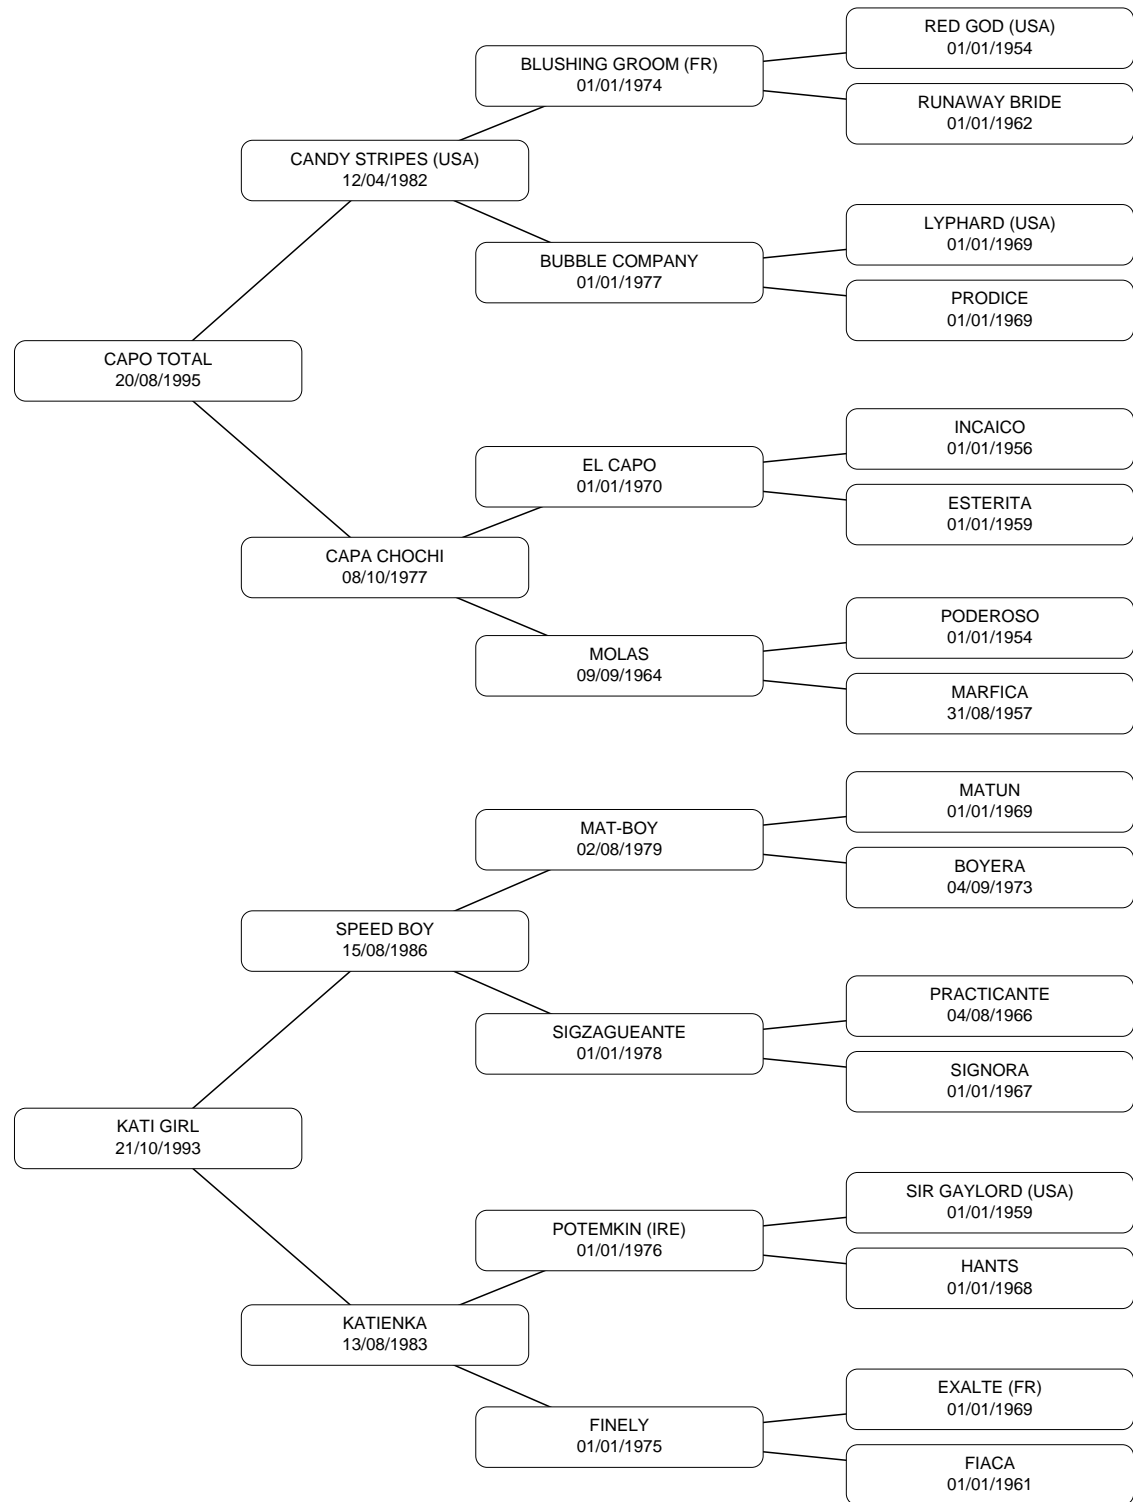 RED GOD (USA)
01/01/1954
BLUSHING GROOM (FR)
01/01/1974
RUNAWAY BRIDE
01/01/1962
CANDY STRIPES (USA)
12/04/1982
LYPHARD (USA)
01/01/1969
BUBBLE COMPANY
01/01/1977
PRODICE
01/01/1969
CAPO TOTAL
20/08/1995
INCAICO
01/01/1956
EL CAPO
01/01/1970
ESTERITA
01/01/1959
CAPA CHOCHI
08/10/1977
PODEROSO
01/01/1954
MOLAS
09/09/1964
MARFICA
31/08/1957
MATUN
01/01/1969
MAT-BOY
02/08/1979
BOYERA
04/09/1973
SPEED BOY
15/08/1986
PRACTICANTE
04/08/1966
SIGZAGUEANTE
01/01/1978
SIGNORA
01/01/1967
KATI GIRL
21/10/1993
SIR GAYLORD (USA)
01/01/1959
POTEMKIN (IRE)
01/01/1976
HANTS
01/01/1968
KATIENKA
13/08/1983
EXALTE (FR)
01/01/1969
FINELY
01/01/1975
FIACA
01/01/1961